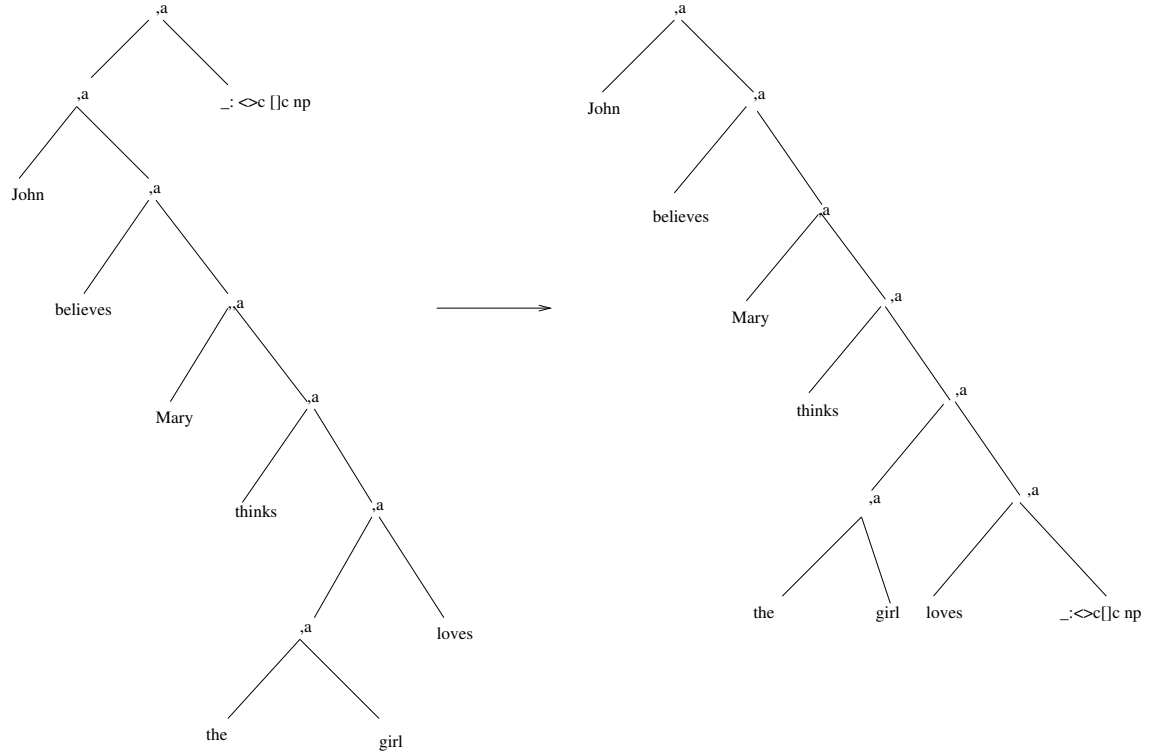 ,a
,a
_: <>c []c np
John
,a
believes
,,a
Mary
,a
thinks
,a
,a
loves
the
girl
,a
John
,a
believes
,a
Mary
,a
thinks
,a
,a
,a
the
girl
loves
_:<>c[]c np